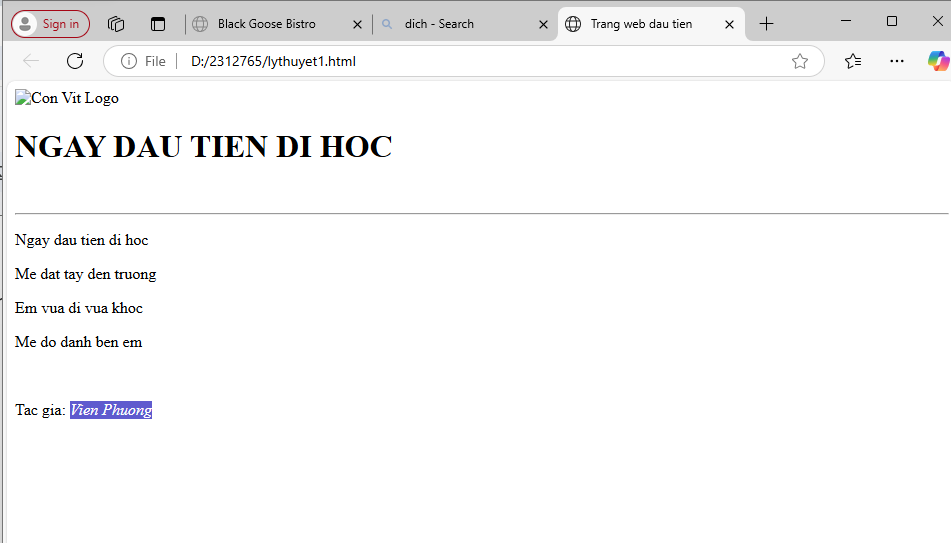 Sign in
Black Goose Bistro
dich - Search
Trang web dau tien
File
D:/2312765/lythuyet1.html
Con Vit Logo
NGAY DAU TIEN DI HOC
Ngay dau tien di hoc
Me dat tay den truong
Em vua di vua khoc
Me do danh ben em
Tac gia: Vien Phuong